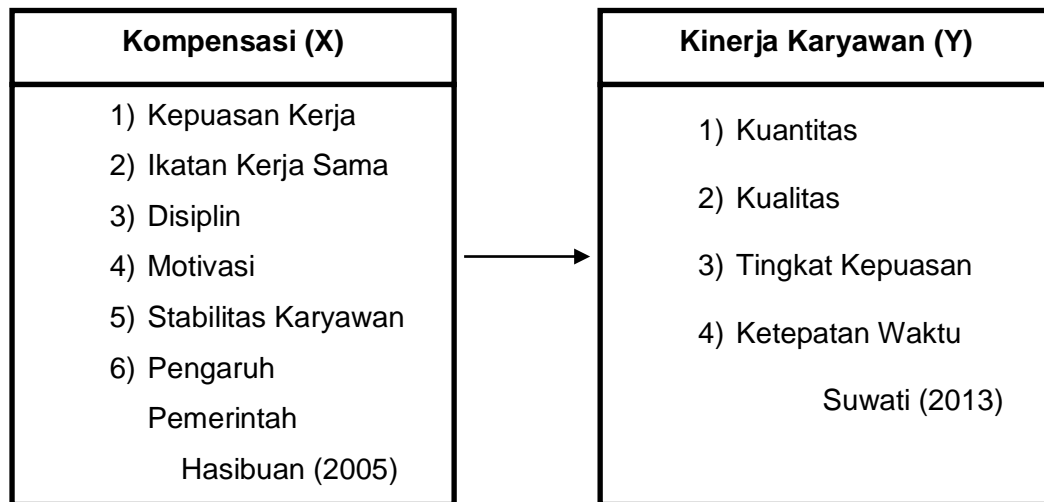 Kompensasi (X)
1) Kepuasan Kerja
2) Ikatan Kerja Sama
3) Disiplin
4) Motivasi
5) Stabilitas Karyawan
6) Pengaruh
Pemerintah
Hasibuan (2005)
Kinerja Karyawan (Y)
1) Kuantitas
2) Kualitas
3) Tingkat Kepuasan
4) Ketepatan Waktu
Suwati (2013)